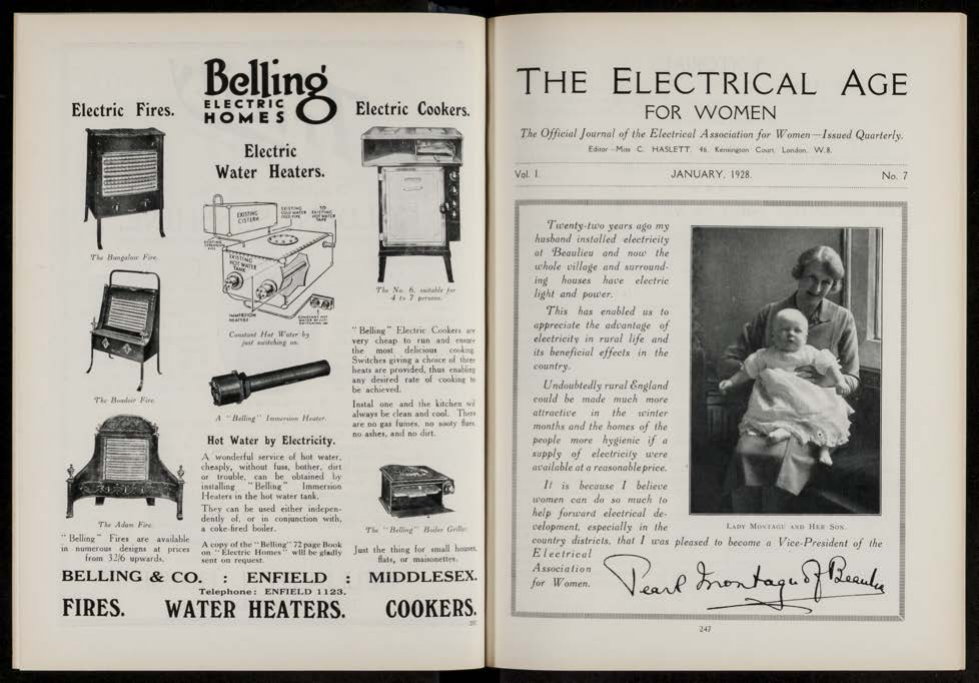 Belling
ELECTRIC
HOMES
Electric Fires.
The Bungalow Fire.
The Boudoir Fire.
The Adam Fire.
"Belling" Fires are available
in numerous designs at prices
from 32/6 upwards.
Electric
Water Heaters.
EXISTING
CISTERN
EXISTING
COLD WATER
FEED PIPE
TO
EXISTING
HOT WATER
TAPS
EXISTING
EXISTING
HOT WATER
TANK
IMMERSION
HEATER
Constant Hot Water by
just switching on.
A "Belling" Immersion Heater.
Hot Water by Electricity.
A wonderful service of hot water,
cheaply, without fuss, bother, dirt
or trouble, can be obtained by
installing "Belling" Immersion
Heaters in the hot water tank.
They can be used either indepen-
dently of, or in conjunction with,
a coke-fired boiler.
A copy of the "Belling" 72 page Book
on "Electric Homes" will be gladly
sent on request.
Electric Cookers.
The No. 6. suitable for
4 to 7 persons.
"Belling" Electric Cookers are
very cheap to run and
the most delicious cooking.
Switches giving a choice of three
heats are provided, thus enabling
any desired rate of cooking to
be achieved.
Instal one and the kitchen
always be clean and cool. There
are no gas fumes, no sooty flues,
no ashes, and no dirt.
The "Belling" Boiler Griller.
Just the thing for small houses,
flats, or maisonettes.
BELLING & CO. : ENFIELD : MIDDLESEX.
Telephone: ENFIELD 1123.
FIRES. WATER HEATERS. COOKERS.
THE ELECTRICAL AGE
FOR WOMEN
The Official Journal of the Electrical Association for Women—Issued Quarterly.
Editor—Miss C. HASLETT, 46, Kensington Court, London, W.8.
Vol. I. JANUARY, 1928. No. 7
Twenty-two years ago my
husband installed electricity
at Beaulieu and now the
whole village and surround-
ing houses have electric
light and power.
This has enabled us to
appreciate the advantage of
electricity in rural life and
its beneficial effects in the
country.
Undoubtedly rural England
could be made much more
attractive in the winter
months and the homes of the
people more hygienic if a
supply of electricity were
available at a reasonable price.
It is because I believe
women can do so much to
help forward electrical de-
velopment, especially in the
country districts, that I was pleased to become a Vice-President of the
Electrical
Association
for Women.
LADY MONTAGU AND HER SON.
Pearl Montagu of Beaulieu
247